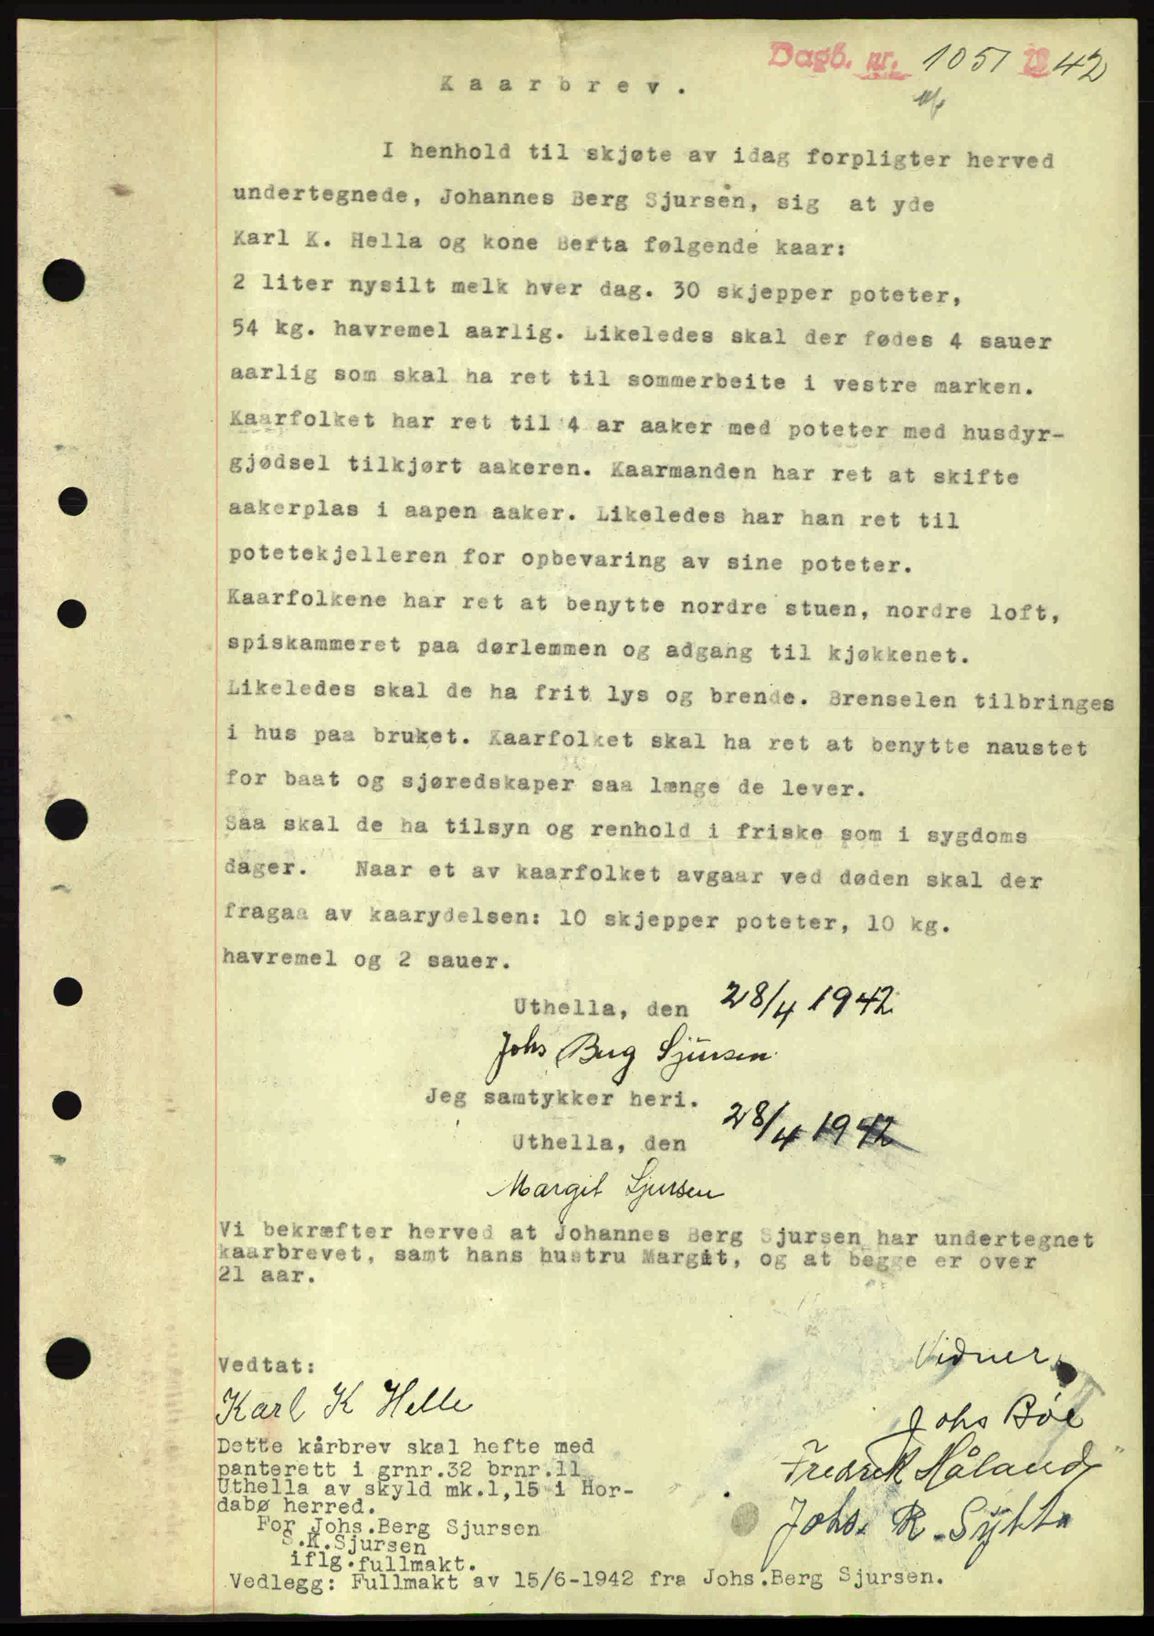 Dagb. nr. 1051 1942
Kaarbrev.
I henhold til skjøte av idag forpligter herved
undertegnede, Johannes Berg Sjursen, sig at yde
Karl K. Hella og kone Berta følgende kaar:
2 liter nysilt melk hver dag. 30 skjepper poteter,
54 kg. havremel aarlig. Likeledes skal der fødes 4 sauer
aarlig som skal ha ret til sommerbeite i vestre marken.
Kaarfolket har ret til 4 ar aaker med poteter med husdyr-
gjødsel tilkjørt aakeren. Kaarmanden har ret at skifte
aakerplas i aapen aaker. Likeledes har han ret til
potetekjelleren for opbevaring av sine poteter.
Kaarfolkene har ret at benytte nordre stuen, nordre loft,
spiskammeret paa dørlemmen og adgang til kjøkkenet.
Likeledes skal de ha frit lys og brende. Brenselen tilbringes
i hus paa bruket. Kaarfolket skal ha ret at benytte naustet
for baat og sjøredskaper saa længe de lever.
Saa skal de ha tilsyn og renhold i friske som i sygdoms
dager. Naar et av kaarfolket avgaar ved døden skal der
fragaa av kaarydelsen: 10 skjepper poteter, 10 kg.
havremel og 2 sauer.
Uthella, den 28/4 1942
Johs Berg Sjursen
Jeg samtykker heri.
Uthella, den 28/4 1942
Margit Sjursen
Vi bekræfter herved at Johannes Berg Sjursen har undertegnet
kaarbrevet, samt hans hustru Margit, og at begge er over
21 aar.
Vidner
Vedtat:
Karl K Helle
Johs Bøe
Fredrik Håland
Johs. R. Sylta
Dette kårbrev skal hefte med
panterett i grnr.32 brnr.11
Uthella av skyld mk.1,15 i Hor-
dabø herred.
For Johs.Berg Sjursen
S.K.Sjursen
iflg.fullmakt.
Vedlegg: Fullmakt av 15/6-1942 fra Johs.Berg Sjursen.